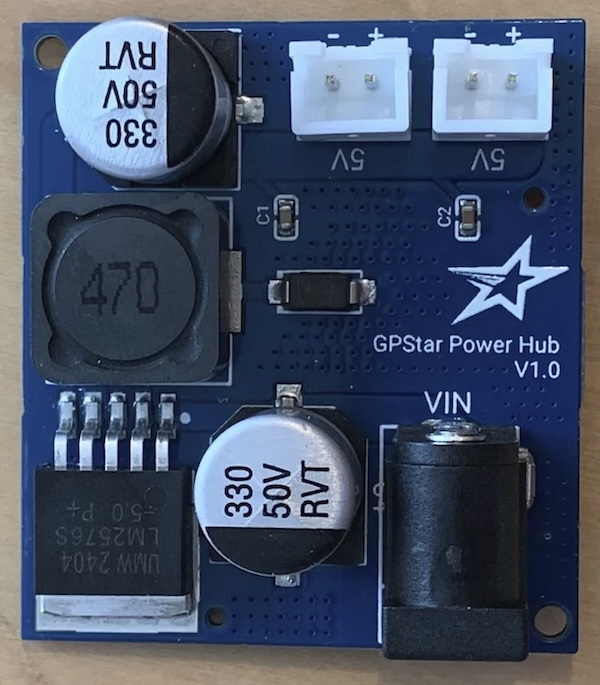 330
50V
RVT
- +
- +
5V
5V
C1
C2
470
GPStar Power Hub
V1.0
VIN
330
50V
RVT
UMW 2404
LM2576S
-5.0 P+